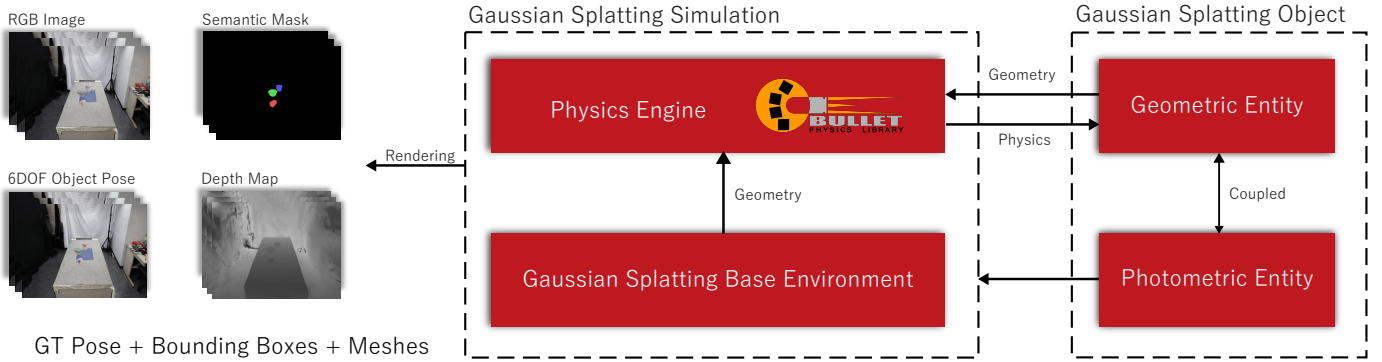 RGB Image
Semantic Mask
6DOF Object Pose
Depth Map
GT Pose + Bounding Boxes + Meshes
Rendering
Gaussian Splatting Simulation
Physics Engine
BULLET
PHYSICS LIBRARY
Geometry
Gaussian Splatting Base Environment
Geometry
Physics
Gaussian Splatting Object
Geometric Entity
Coupled
Photometric Entity